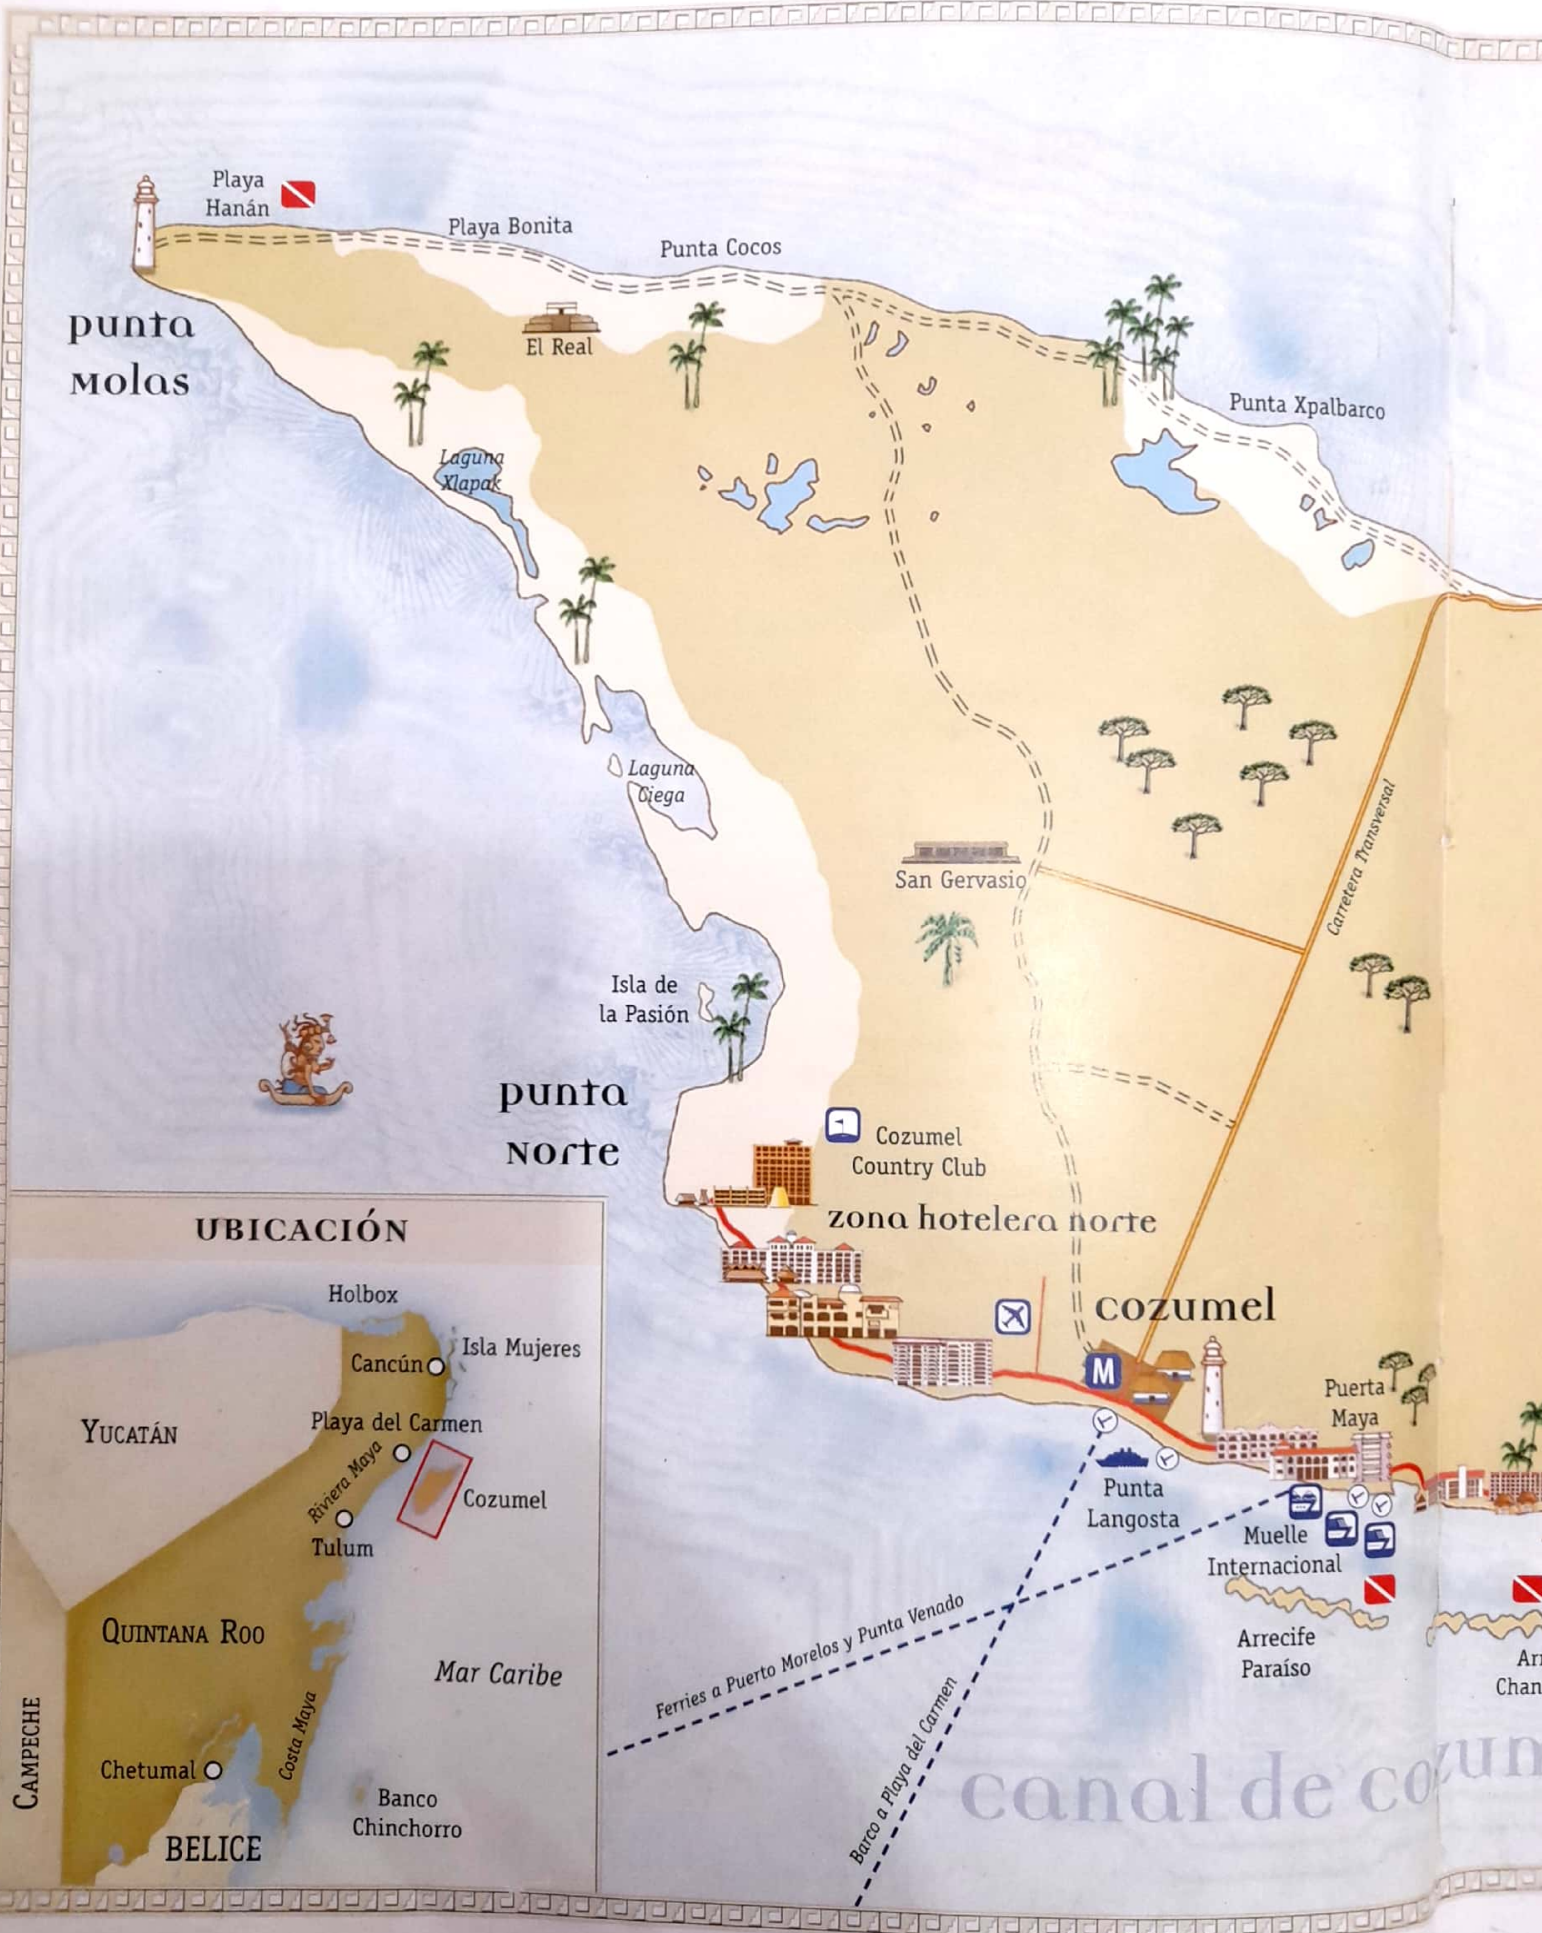 Playa
Hanán
Playa Bonita
Punta Cocos
punta
Molas
El Real
Punta Xpalbarco
Laguna
Xlapak
Laguna
Ciega
San Gervasio
Carretera Transversal
Isla de
la Pasión
punta
Norte
Cozumel
Country Club
zona hotelera norte
cozumel
M
Puerta
Maya
Punta
Langosta
Muelle
Internacional
Arrecife
Paraíso
Ferries a Puerto Morelos y Punta Venado
Barco a Playa del Carmen
canal de cozum
Arr
Chan
UBICACIÓN
Holbox
Isla Mujeres
Cancún
Yucatán
Playa del Carmen
Riviera Maya
Cozumel
Tulum
Quintana Roo
Mar Caribe
Campeche
Costa Maya
Chetumal
Banco
Chinchorro
BELICE